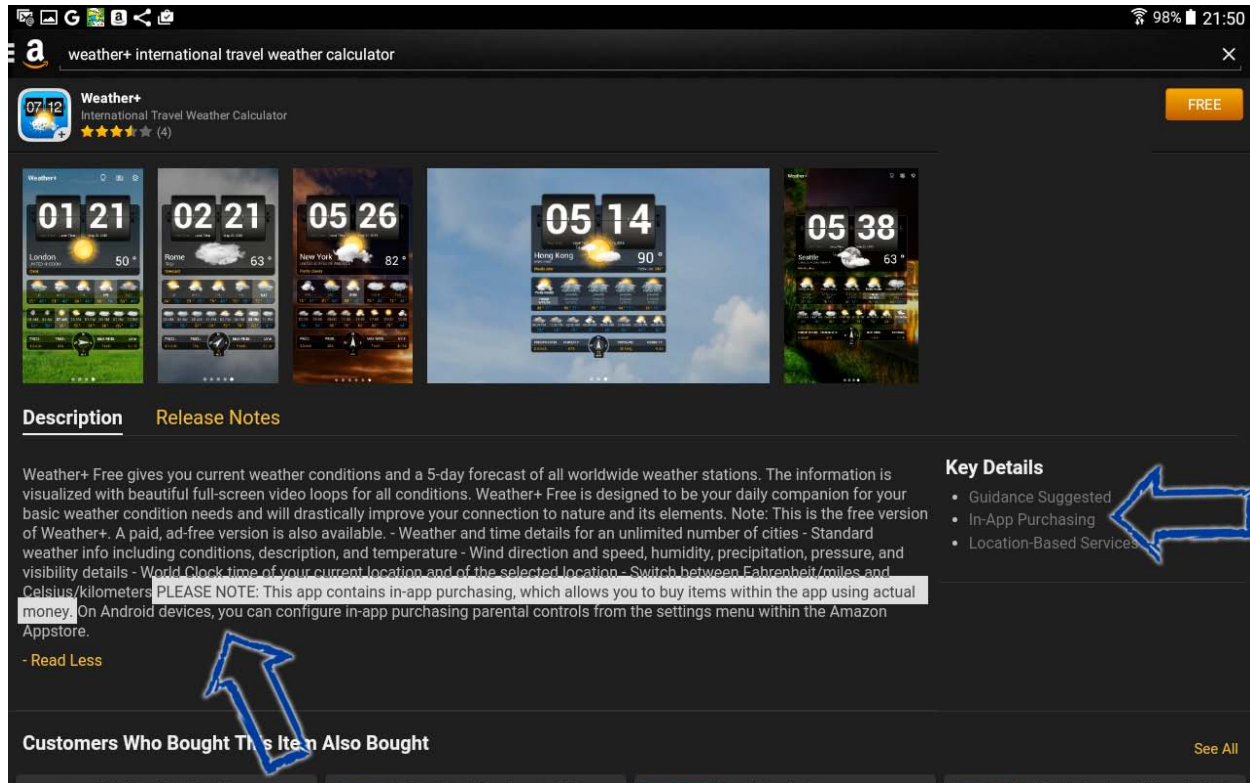 98% 21:50
a weather+ international travel weather calculator
07 12
Weather+
International Travel Weather Calculator
(4)
FREE
Weather+
01 21
London
50°
02 21
Rome
63°
05 26
New York
82°
05 14
Hong Kong
90°
05 38
Seattle
63°
Description Release Notes
Weather+ Free gives you current weather conditions and a 5-day forecast of all worldwide weather stations. The information is
visualized with beautiful full-screen video loops for all conditions. Weather+ Free is designed to be your daily companion for your
basic weather condition needs and will drastically improve your connection to nature and its elements. Note: This is the free version
of Weather+. A paid, ad-free version is also available. - Weather and time details for an unlimited number of cities - Standard
weather info including conditions, description, and temperature - Wind direction and speed, humidity, precipitation, pressure, and
visibility details - World Clock time of your current location and of the selected location - Switch between Fahrenheit/miles and
Celsius/kilometers PLEASE NOTE: This app contains in-app purchasing, which allows you to buy items within the app using actual
money. On Android devices, you can configure in-app purchasing parental controls from the settings menu within the Amazon
Appstore.
- Read Less
Key Details
• Guidance Suggested
• In-App Purchasing
• Location-Based Services
Customers Who Bought This Item Also Bought
See All